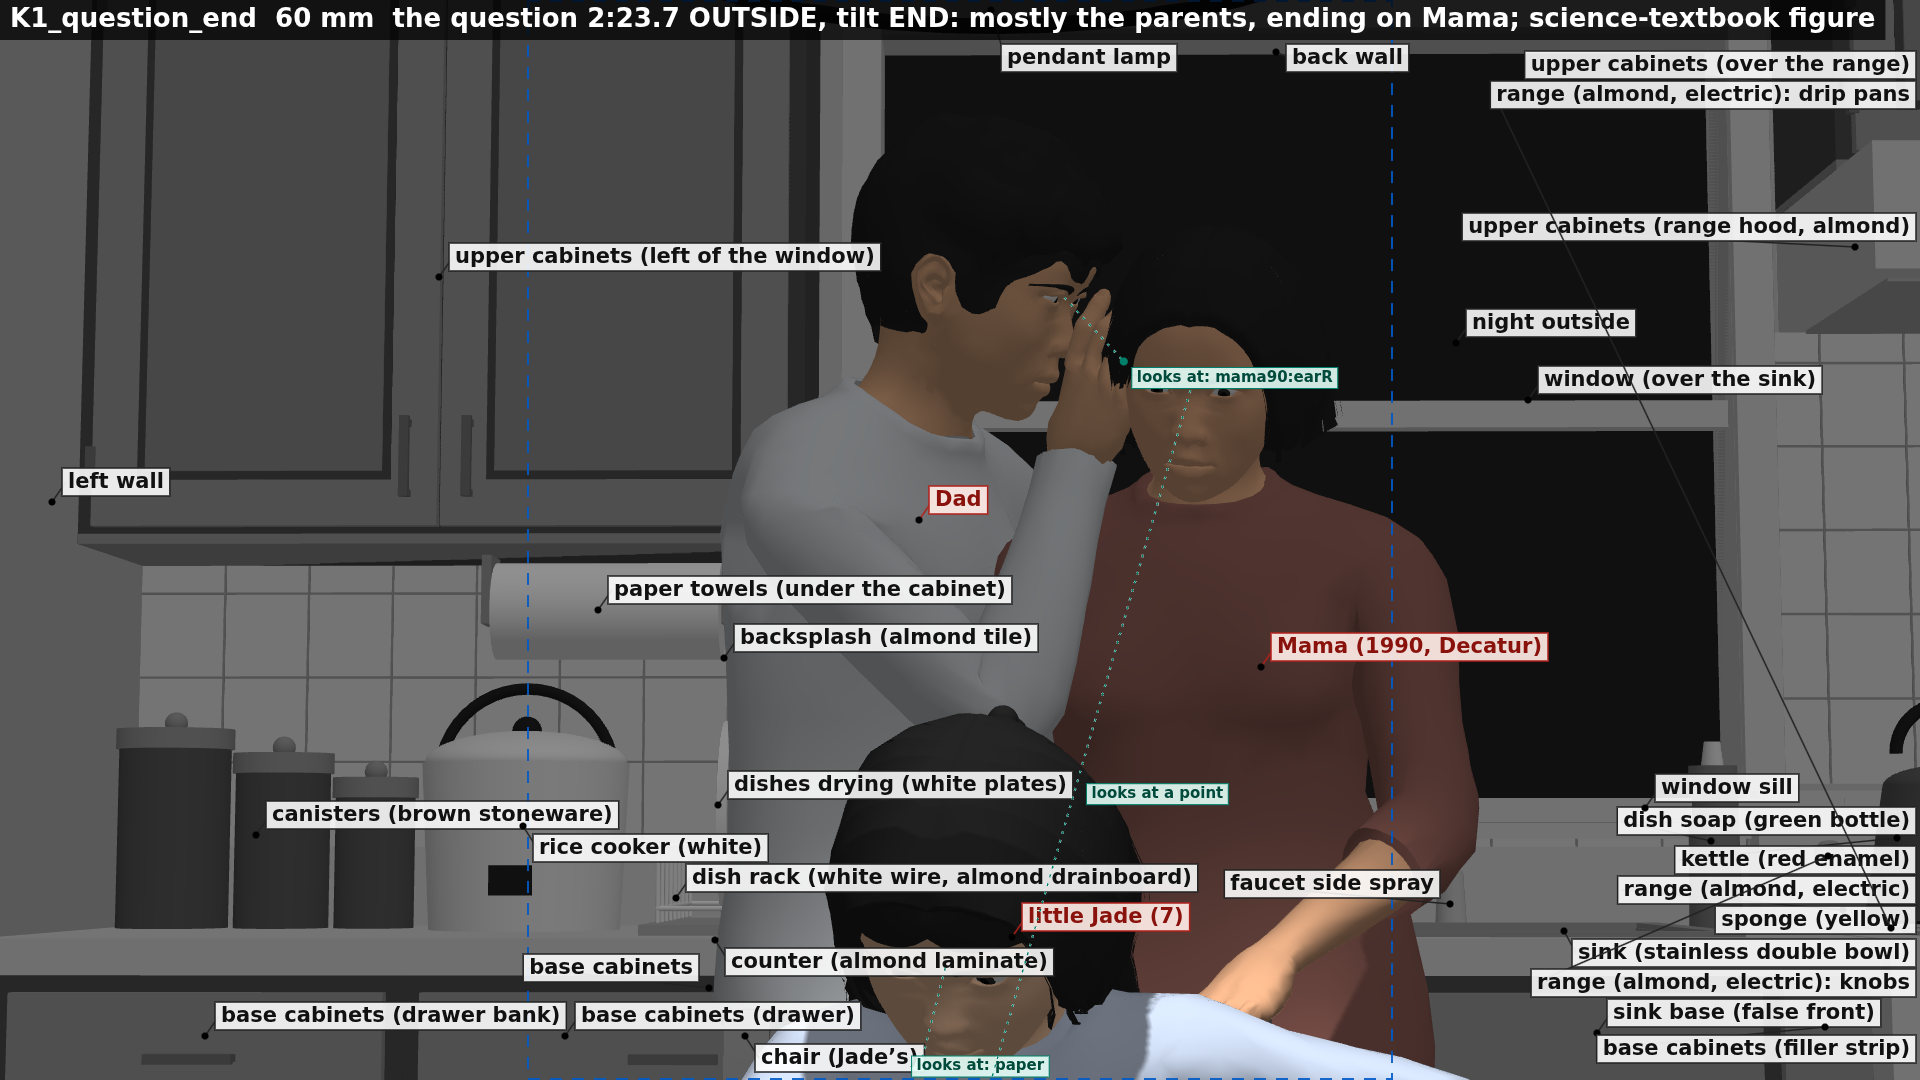 K1_question_end  60 mm  the question 2:23.7 OUTSIDE, tilt END: mostly the parents, ending on Mama; science-textbook figure
pendant lamp
back wall
upper cabinets (over the range)
range (almond, electric): drip pans
upper cabinets (range hood, almond)
upper cabinets (left of the window)
night outside
looks at: mama90:earR
window (over the sink)
left wall
Dad
paper towels (under the cabinet)
backsplash (almond tile)
Mama (1990, Decatur)
dishes drying (white plates)
looks at a point
window sill
canisters (brown stoneware)
dish soap (green bottle)
rice cooker (white)
kettle (red enamel)
dish rack (white wire, almond drainboard)
faucet side spray
range (almond, electric)
little Jade (7)
sponge (yellow)
base cabinets
counter (almond laminate)
sink (stainless double bowl)
range (almond, electric): knobs
base cabinets (drawer bank)
base cabinets (drawer)
sink base (false front)
chair (Jade’s)
looks at: paper
base cabinets (filler strip)